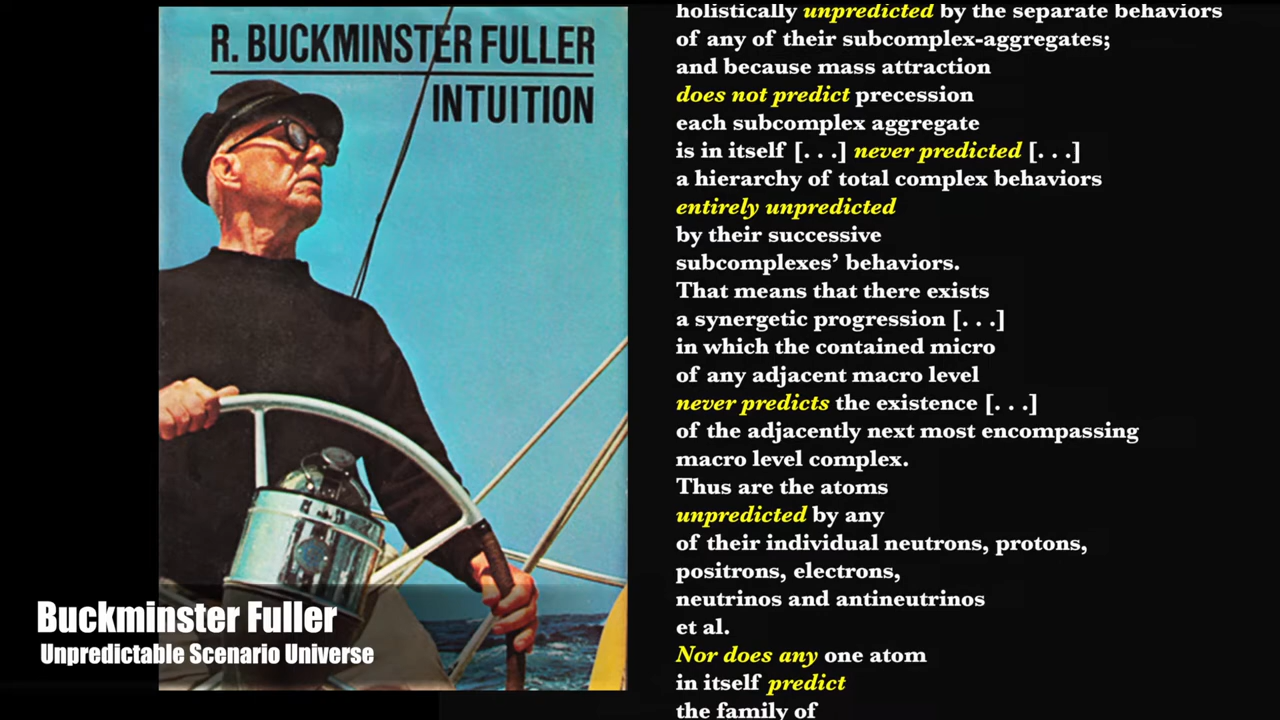 R. BUCKMINSTER FULLER
INTUITION
Buckminster Fuller
Unpredictable Scenario Universe
holistically unpredicted by the separate behaviors
of any of their subcomplex-aggregates;
and because mass attraction
does not predict precession
each subcomplex aggregate
is in itself [. . .] never predicted [. . .]
a hierarchy of total complex behaviors
entirely unpredicted
by their successive
subcomplexes’ behaviors.
That means that there exists
a synergetic progression [. . .]
in which the contained micro
of any adjacent macro level
never predicts the existence [. . .]
of the adjacently next most encompassing
macro level complex.
Thus are the atoms
unpredicted by any
of their individual neutrons, protons,
positrons, electrons,
neutrinos and antineutrinos
et al.
Nor does any one atom
in itself predict
the family of